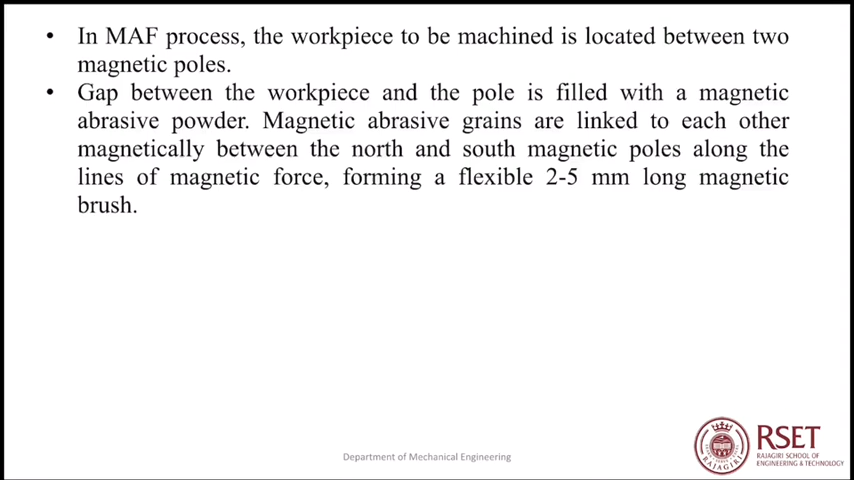 • In MAF process, the workpiece to be machined is located between two
magnetic poles.
• Gap between the workpiece and the pole is filled with a magnetic
abrasive powder. Magnetic abrasive grains are linked to each other
magnetically between the north and south magnetic poles along the
lines of magnetic force, forming a flexible 2-5 mm long magnetic
brush.
Department of Mechanical Engineering
RAJAGIRI
RSET
RAJAGIRI SCHOOL OF
ENGINEERING & TECHNOLOGY